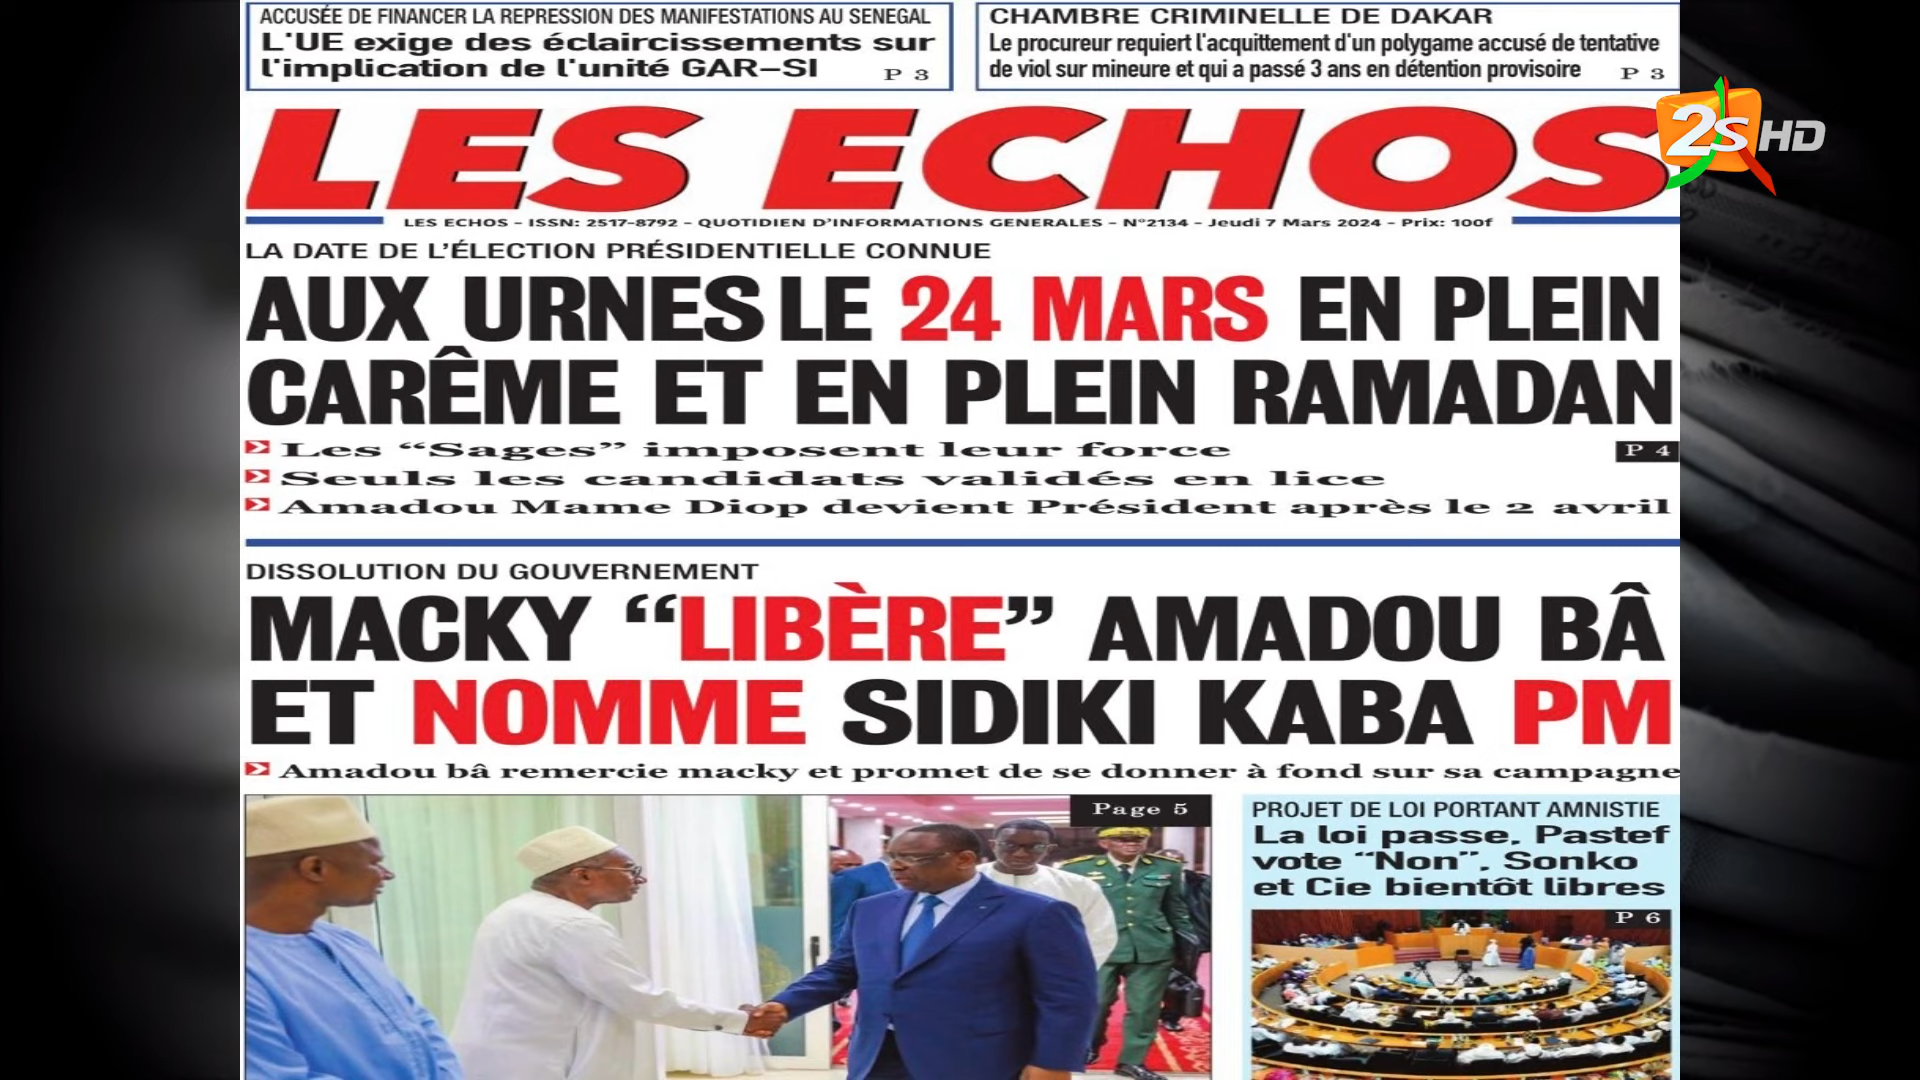 ACCUSÉE DE FINANCER LA REPRESSION DES MANIFESTATIONS AU SENEGAL
L'UE exige des éclaircissements sur
l'implication de l'unité GAR-SI P 3
CHAMBRE CRIMINELLE DE DAKAR
Le procureur requiert l'acquittement d'un polygame accusé de tentative
de viol sur mineure et qui a passé 3 ans en détention provisoire P 3
LES ECHOS
2S HD
LES ECHOS - ISSN: 2517-8792 - QUOTIDIEN D'INFORMATIONS GENERALES - N°2134 - Jeudi 7 Mars 2024 - Prix: 100f
LA DATE DE L'ÉLECTION PRÉSIDENTIELLE CONNUE
AUX URNES LE 24 MARS EN PLEIN
CARÊME ET EN PLEIN RAMADAN
Les “Sages” imposent leur force P 4
Seuls les candidats validés en lice
Amadou Mame Diop devient Président après le 2 avril
DISSOLUTION DU GOUVERNEMENT
MACKY “LIBÈRE” AMADOU BÂ
ET NOMME SIDIKI KABA PM
Amadou bâ remercie macky et promet de se donner à fond sur sa campagne
Page 5
PROJET DE LOI PORTANT AMNISTIE
La loi passe, Pastef
vote “Non”, Sonko
et Cie bientôt libres
P 6